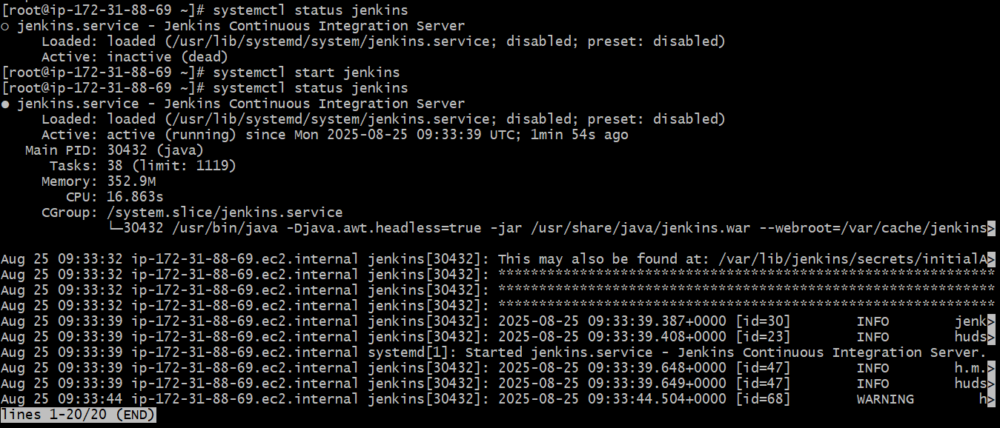 [root@ip-172-31-88-69 ~]# systemctl status jenkins
○ jenkins.service - Jenkins Continuous Integration Server
     Loaded: loaded (/usr/lib/systemd/system/jenkins.service; disabled; preset: disabled)
     Active: inactive (dead)
[root@ip-172-31-88-69 ~]# systemctl start jenkins
[root@ip-172-31-88-69 ~]# systemctl status jenkins
● jenkins.service - Jenkins Continuous Integration Server
     Loaded: loaded (/usr/lib/systemd/system/jenkins.service; disabled; preset: disabled)
     Active: active (running) since Mon 2025-08-25 09:33:39 UTC; 1min 54s ago
   Main PID: 30432 (java)
      Tasks: 38 (limit: 1119)
     Memory: 352.9M
        CPU: 16.863s
     CGroup: /system.slice/jenkins.service
             └─30432 /usr/bin/java -Djava.awt.headless=true -jar /usr/share/java/jenkins.war --webroot=/var/cache/jenkins>

Aug 25 09:33:32 ip-172-31-88-69.ec2.internal jenkins[30432]: This may also be found at: /var/lib/jenkins/secrets/initialA>
Aug 25 09:33:32 ip-172-31-88-69.ec2.internal jenkins[30432]: *************************************************************
Aug 25 09:33:32 ip-172-31-88-69.ec2.internal jenkins[30432]: *************************************************************
Aug 25 09:33:32 ip-172-31-88-69.ec2.internal jenkins[30432]: *************************************************************
Aug 25 09:33:39 ip-172-31-88-69.ec2.internal jenkins[30432]: 2025-08-25 09:33:39.387+0000 [id=30]        INFO        jenk>
Aug 25 09:33:39 ip-172-31-88-69.ec2.internal jenkins[30432]: 2025-08-25 09:33:39.408+0000 [id=23]        INFO        huds>
Aug 25 09:33:39 ip-172-31-88-69.ec2.internal systemd[1]: Started jenkins.service - Jenkins Continuous Integration Server.
Aug 25 09:33:39 ip-172-31-88-69.ec2.internal jenkins[30432]: 2025-08-25 09:33:39.648+0000 [id=47]        INFO        h.m.>
Aug 25 09:33:39 ip-172-31-88-69.ec2.internal jenkins[30432]: 2025-08-25 09:33:39.649+0000 [id=47]        INFO        huds>
Aug 25 09:33:44 ip-172-31-88-69.ec2.internal jenkins[30432]: 2025-08-25 09:33:44.504+0000 [id=68]        WARNING        h>
lines 1-20/20 (END)